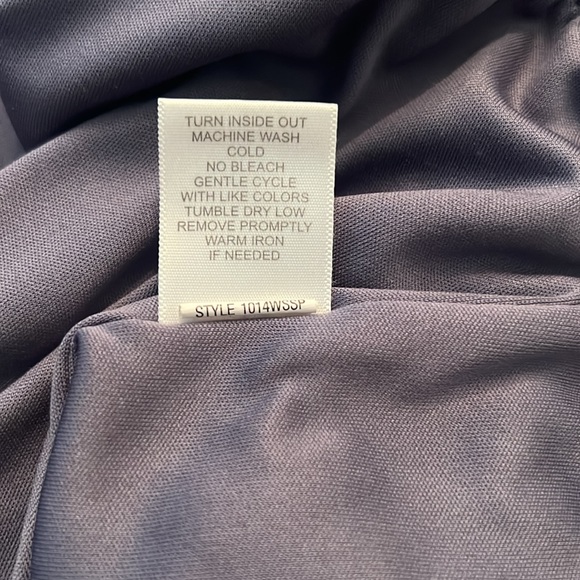 TURN INSIDE OUT
MACHINE WASH
COLD
NO BLEACH
GENTLE CYCLE
WITH LIKE COLORS
TUMBLE DRY LOW
REMOVE PROMPTLY
WARM IRON
IF NEEDED
STYLE 1014WSSP